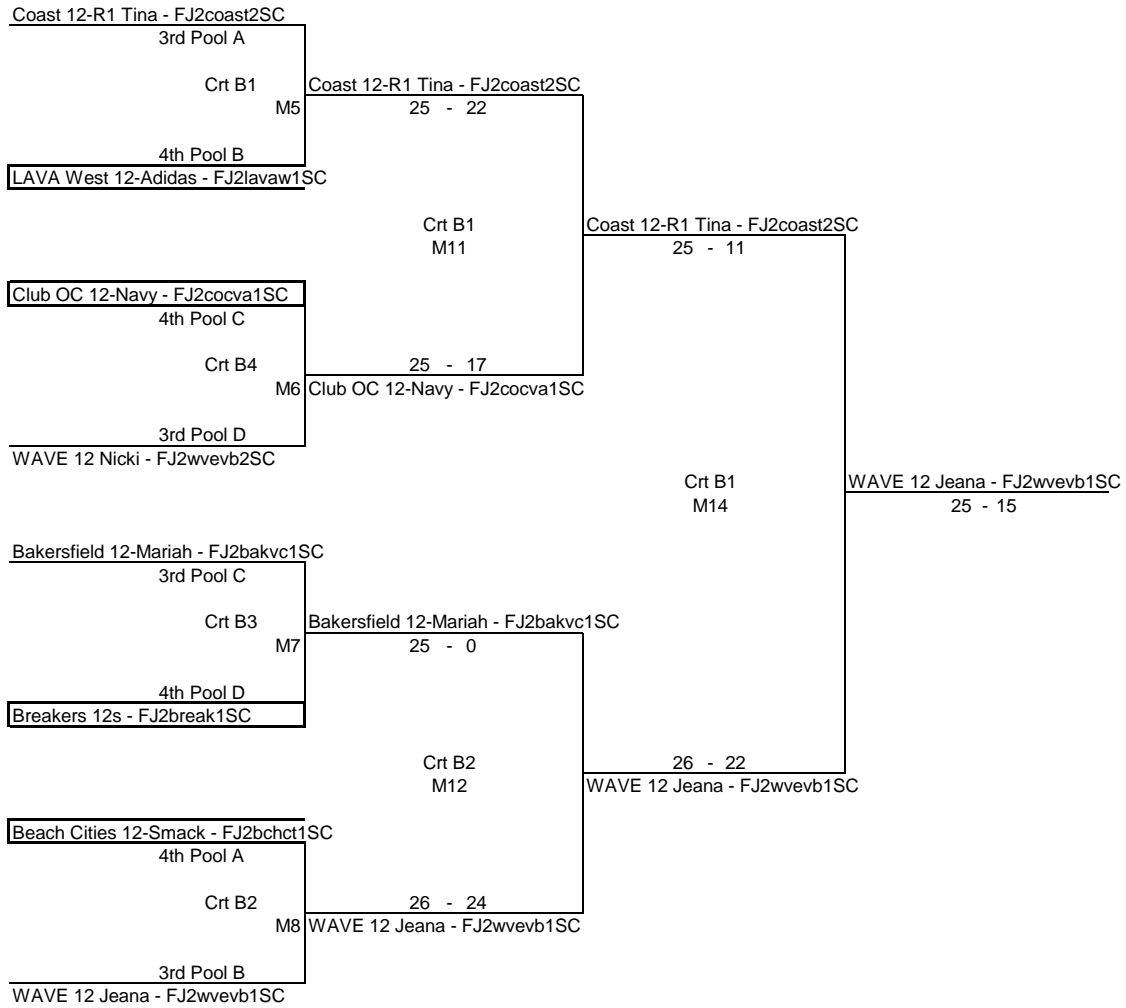 Coast 12-R1 Tina - FJ2coast2SC
3rd Pool A
Crt B1
Coast 12-R1 Tina - FJ2coast2SC
M5
25 - 22
4th Pool B
LAVA West 12-Adidas - FJ2lavaw1SC
Crt B1
Coast 12-R1 Tina - FJ2coast2SC
M11
25 - 11
Club OC 12-Navy - FJ2cocva1SC
4th Pool C
Crt B4
25 - 17
M6
Club OC 12-Navy - FJ2cocva1SC
3rd Pool D
WAVE 12 Nicki - FJ2wvevb2SC
Crt B1
WAVE 12 Jeana - FJ2wvevb1SC
M14
25 - 15
Bakersfield 12-Mariah - FJ2bakvc1SC
3rd Pool C
Crt B3
Bakersfield 12-Mariah - FJ2bakvc1SC
M7
25 - 0
4th Pool D
Breakers 12s - FJ2break1SC
Crt B2
26 - 22
M12
WAVE 12 Jeana - FJ2wvevb1SC
Beach Cities 12-Smack - FJ2bchct1SC
4th Pool A
Crt B2
26 - 24
M8
WAVE 12 Jeana - FJ2wvevb1SC
3rd Pool B
WAVE 12 Jeana - FJ2wvevb1SC